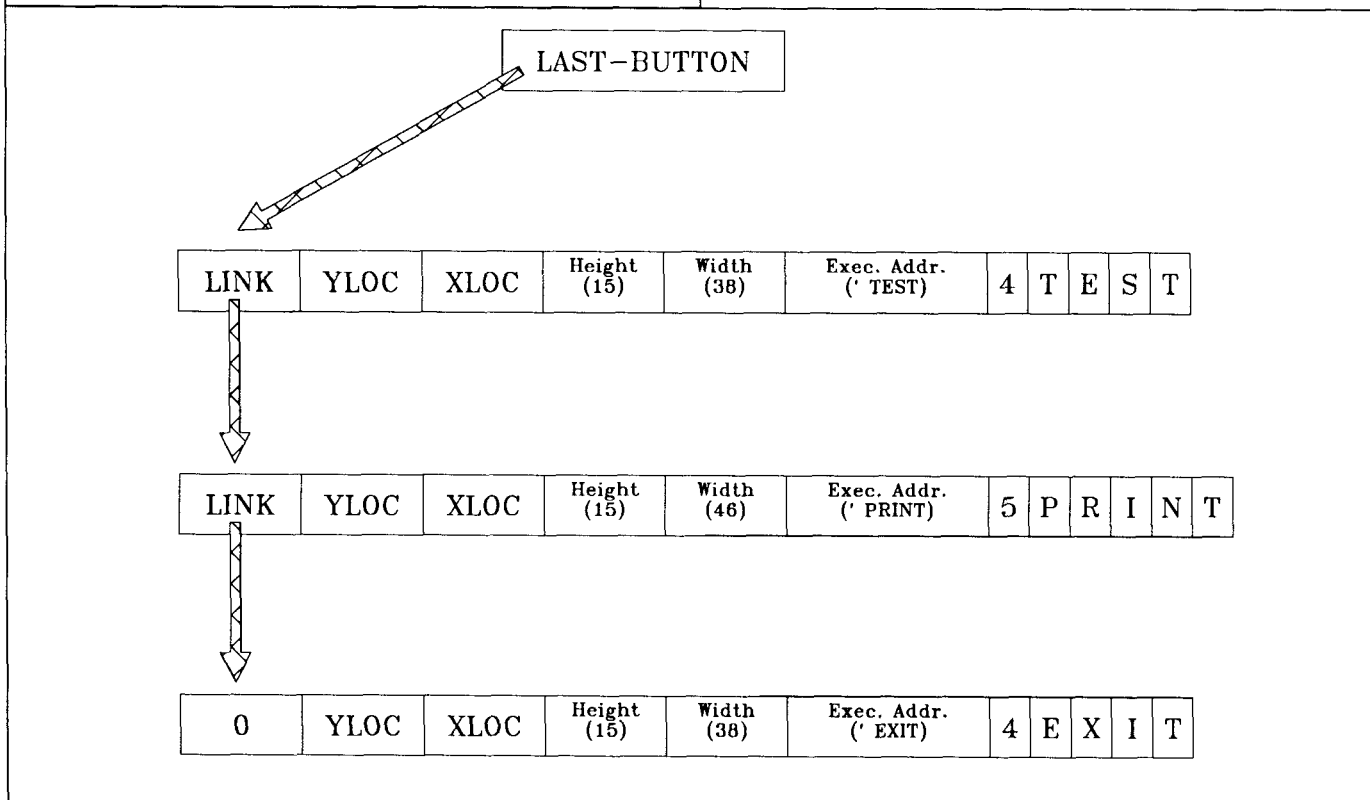 LAST-BUTTON
LINK YLOC XLOC Height (15) Width (38) Exec. Addr. (' TEST) 4 T E S T
LINK YLOC XLOC Height (15) Width (46) Exec. Addr. (' PRINT) 5 P R I N T
0 YLOC XLOC Height (15) Width (38) Exec. Addr. (' EXIT) 4 E X I T